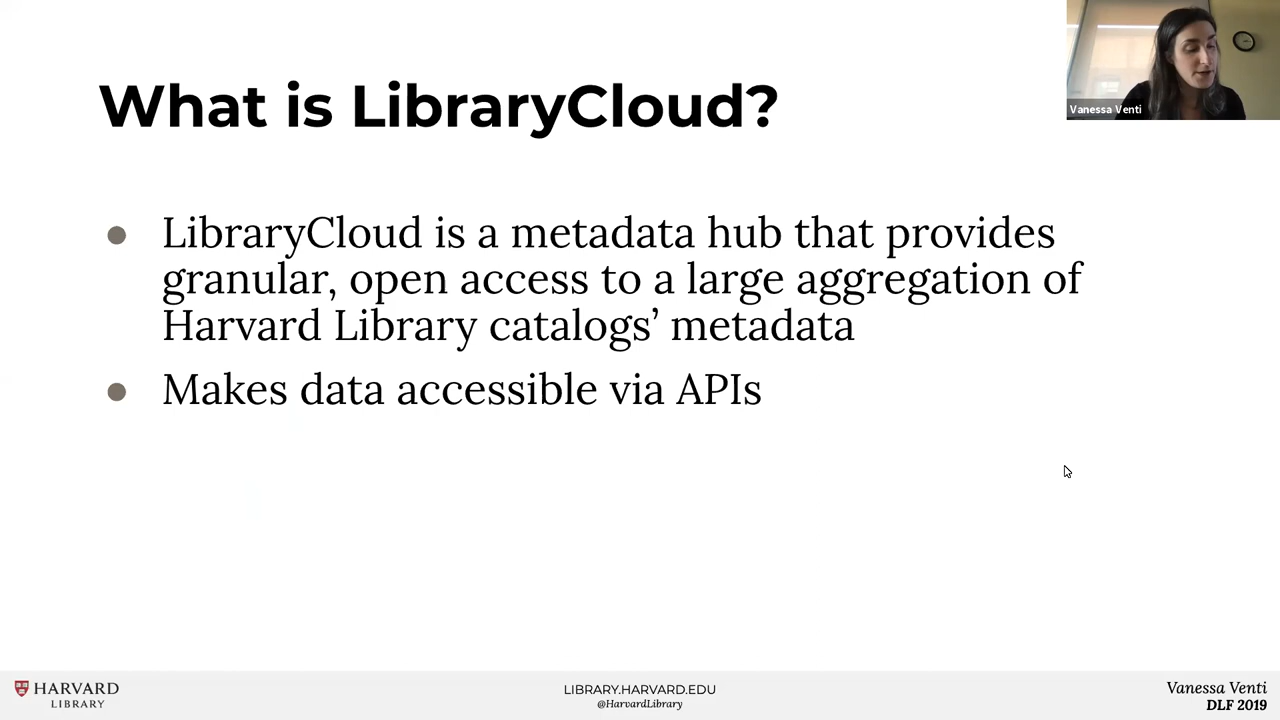 What is LibraryCloud?
Vanessa Venti
● LibraryCloud is a metadata hub that provides
granular, open access to a large aggregation of
Harvard Library catalogs’ metadata
● Makes data accessible via APIs
HARVARD
LIBRARY
LIBRARY.HARVARD.EDU
@HarvardLibrary
Vanessa Venti
DLF 2019